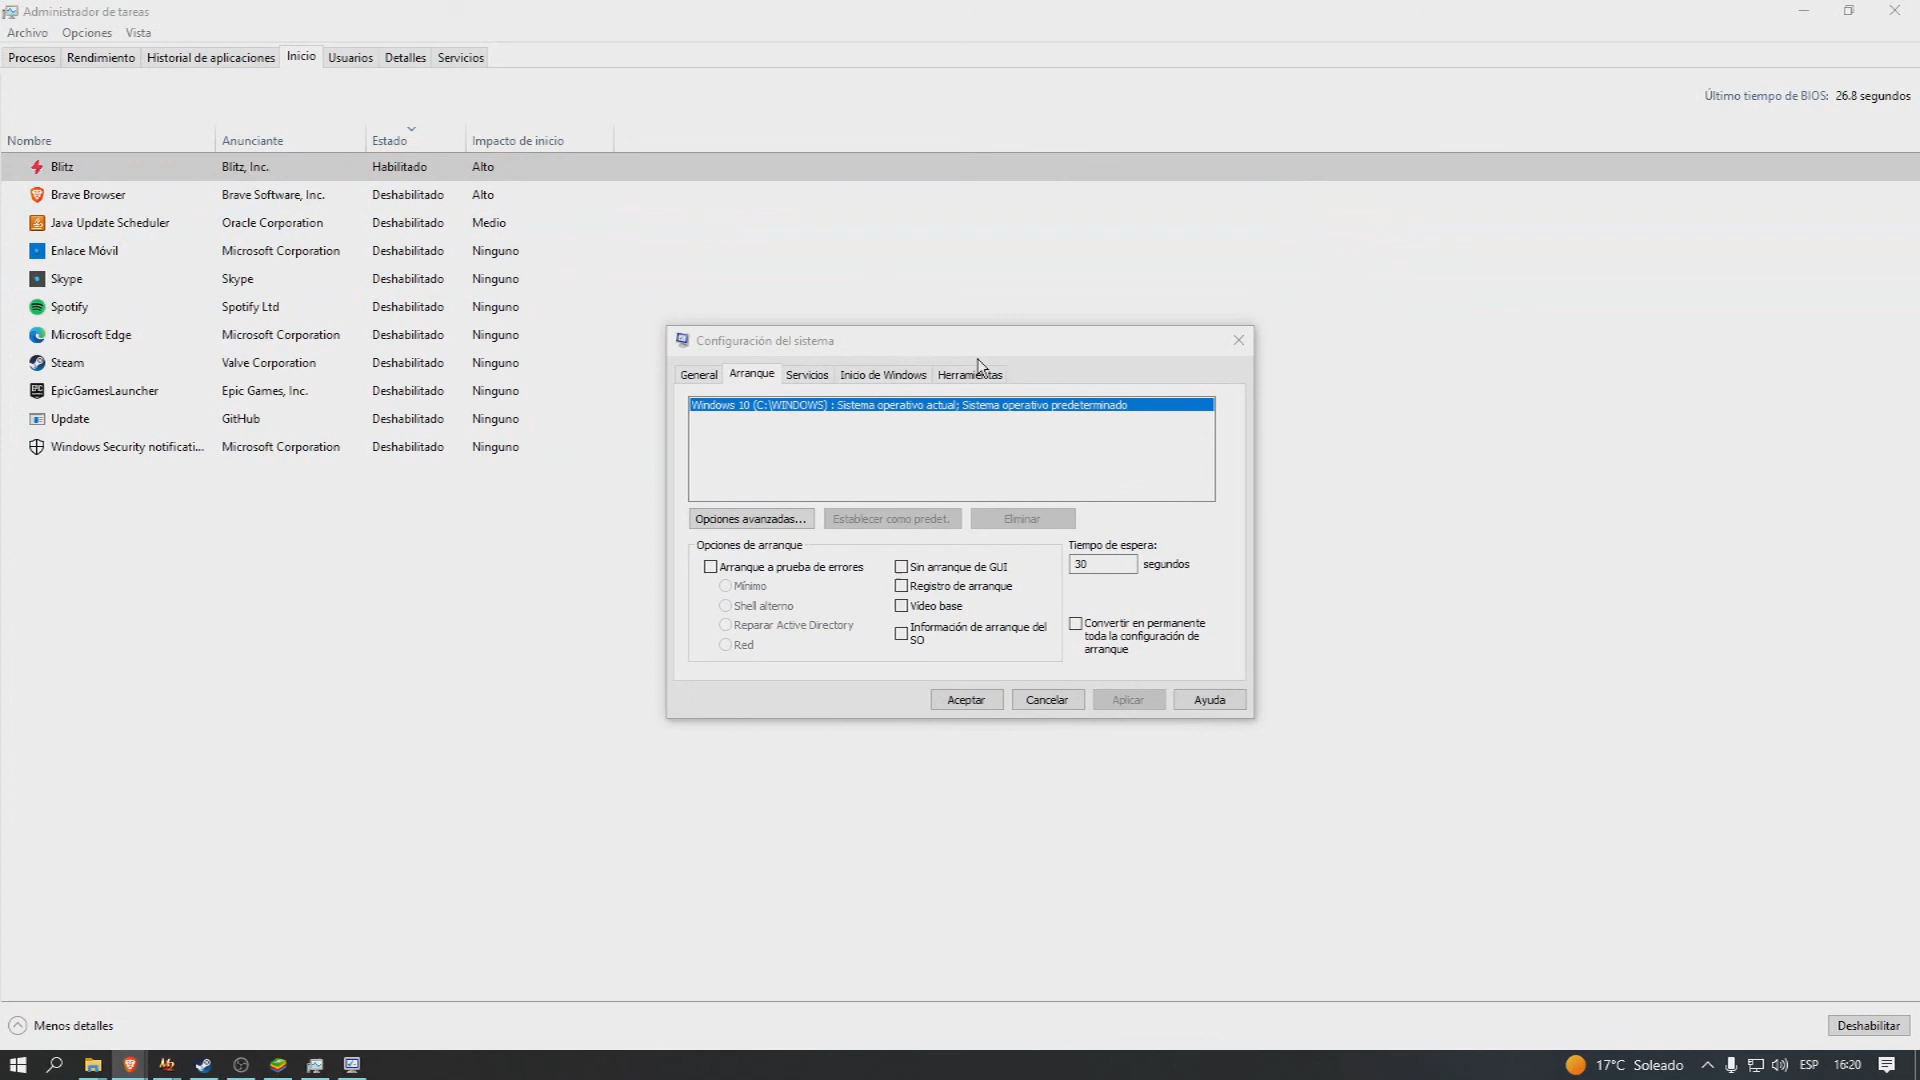 Administrador de tareas
Archivo Opciones Vista
Procesos Rendimiento Historial de aplicaciones Inicio Usuarios Detalles Servicios
Último tiempo de BIOS: 26.8 segundos
Nombre Anunciante Estado Impacto de inicio
Blitz Blitz, Inc. Habilitado Alto
Brave Browser Brave Software, Inc. Deshabilitado Alto
Java Update Scheduler Oracle Corporation Deshabilitado Medio
Enlace Móvil Microsoft Corporation Deshabilitado Ninguno
Skype Skype Deshabilitado Ninguno
Spotify Spotify Ltd Deshabilitado Ninguno
Microsoft Edge Microsoft Corporation Deshabilitado Ninguno
Steam Valve Corporation Deshabilitado Ninguno
EpicGamesLauncher Epic Games, Inc. Deshabilitado Ninguno
Update GitHub Deshabilitado Ninguno
Windows Security notificati... Microsoft Corporation Deshabilitado Ninguno
Configuración del sistema
General Arranque Servicios Inicio de Windows Herramientas
Windows 10 (C:\WINDOWS) : Sistema operativo actual; Sistema operativo predeterminado
Opciones avanzadas... Establecer como predet. Eliminar
Opciones de arranque
Arranque a prueba de errores
Mínimo
Shell alterno
Reparar Active Directory
Red
Sin arranque de GUI
Registro de arranque
Vídeo base
Información de arranque del
SO
Tiempo de espera:
30 segundos
Convertir en permanente
toda la configuración de
arranque
Aceptar Cancelar Aplicar Ayuda
Menos detalles Deshabilitar
17°C Soleado ESP 16:20